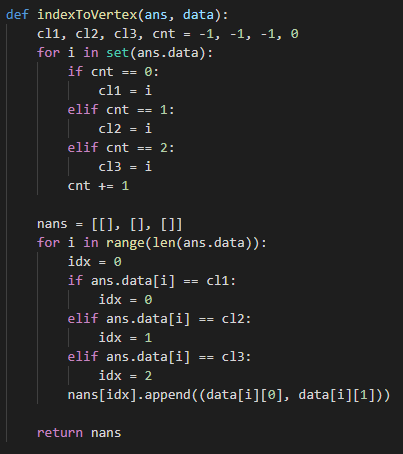 def indexToVertex(ans, data):
    cl1, cl2, cl3, cnt = -1, -1, -1, 0
    for i in set(ans.data):
        if cnt == 0:
            cl1 = i
        elif cnt == 1:
            cl2 = i
        elif cnt == 2:
            cl3 = i
        cnt += 1

    nans = [[], [], []]
    for i in range(len(ans.data)):
        idx = 0
        if ans.data[i] == cl1:
            idx = 0
        elif ans.data[i] == cl2:
            idx = 1
        elif ans.data[i] == cl3:
            idx = 2
        nans[idx].append((data[i][0], data[i][1]))

    return nans